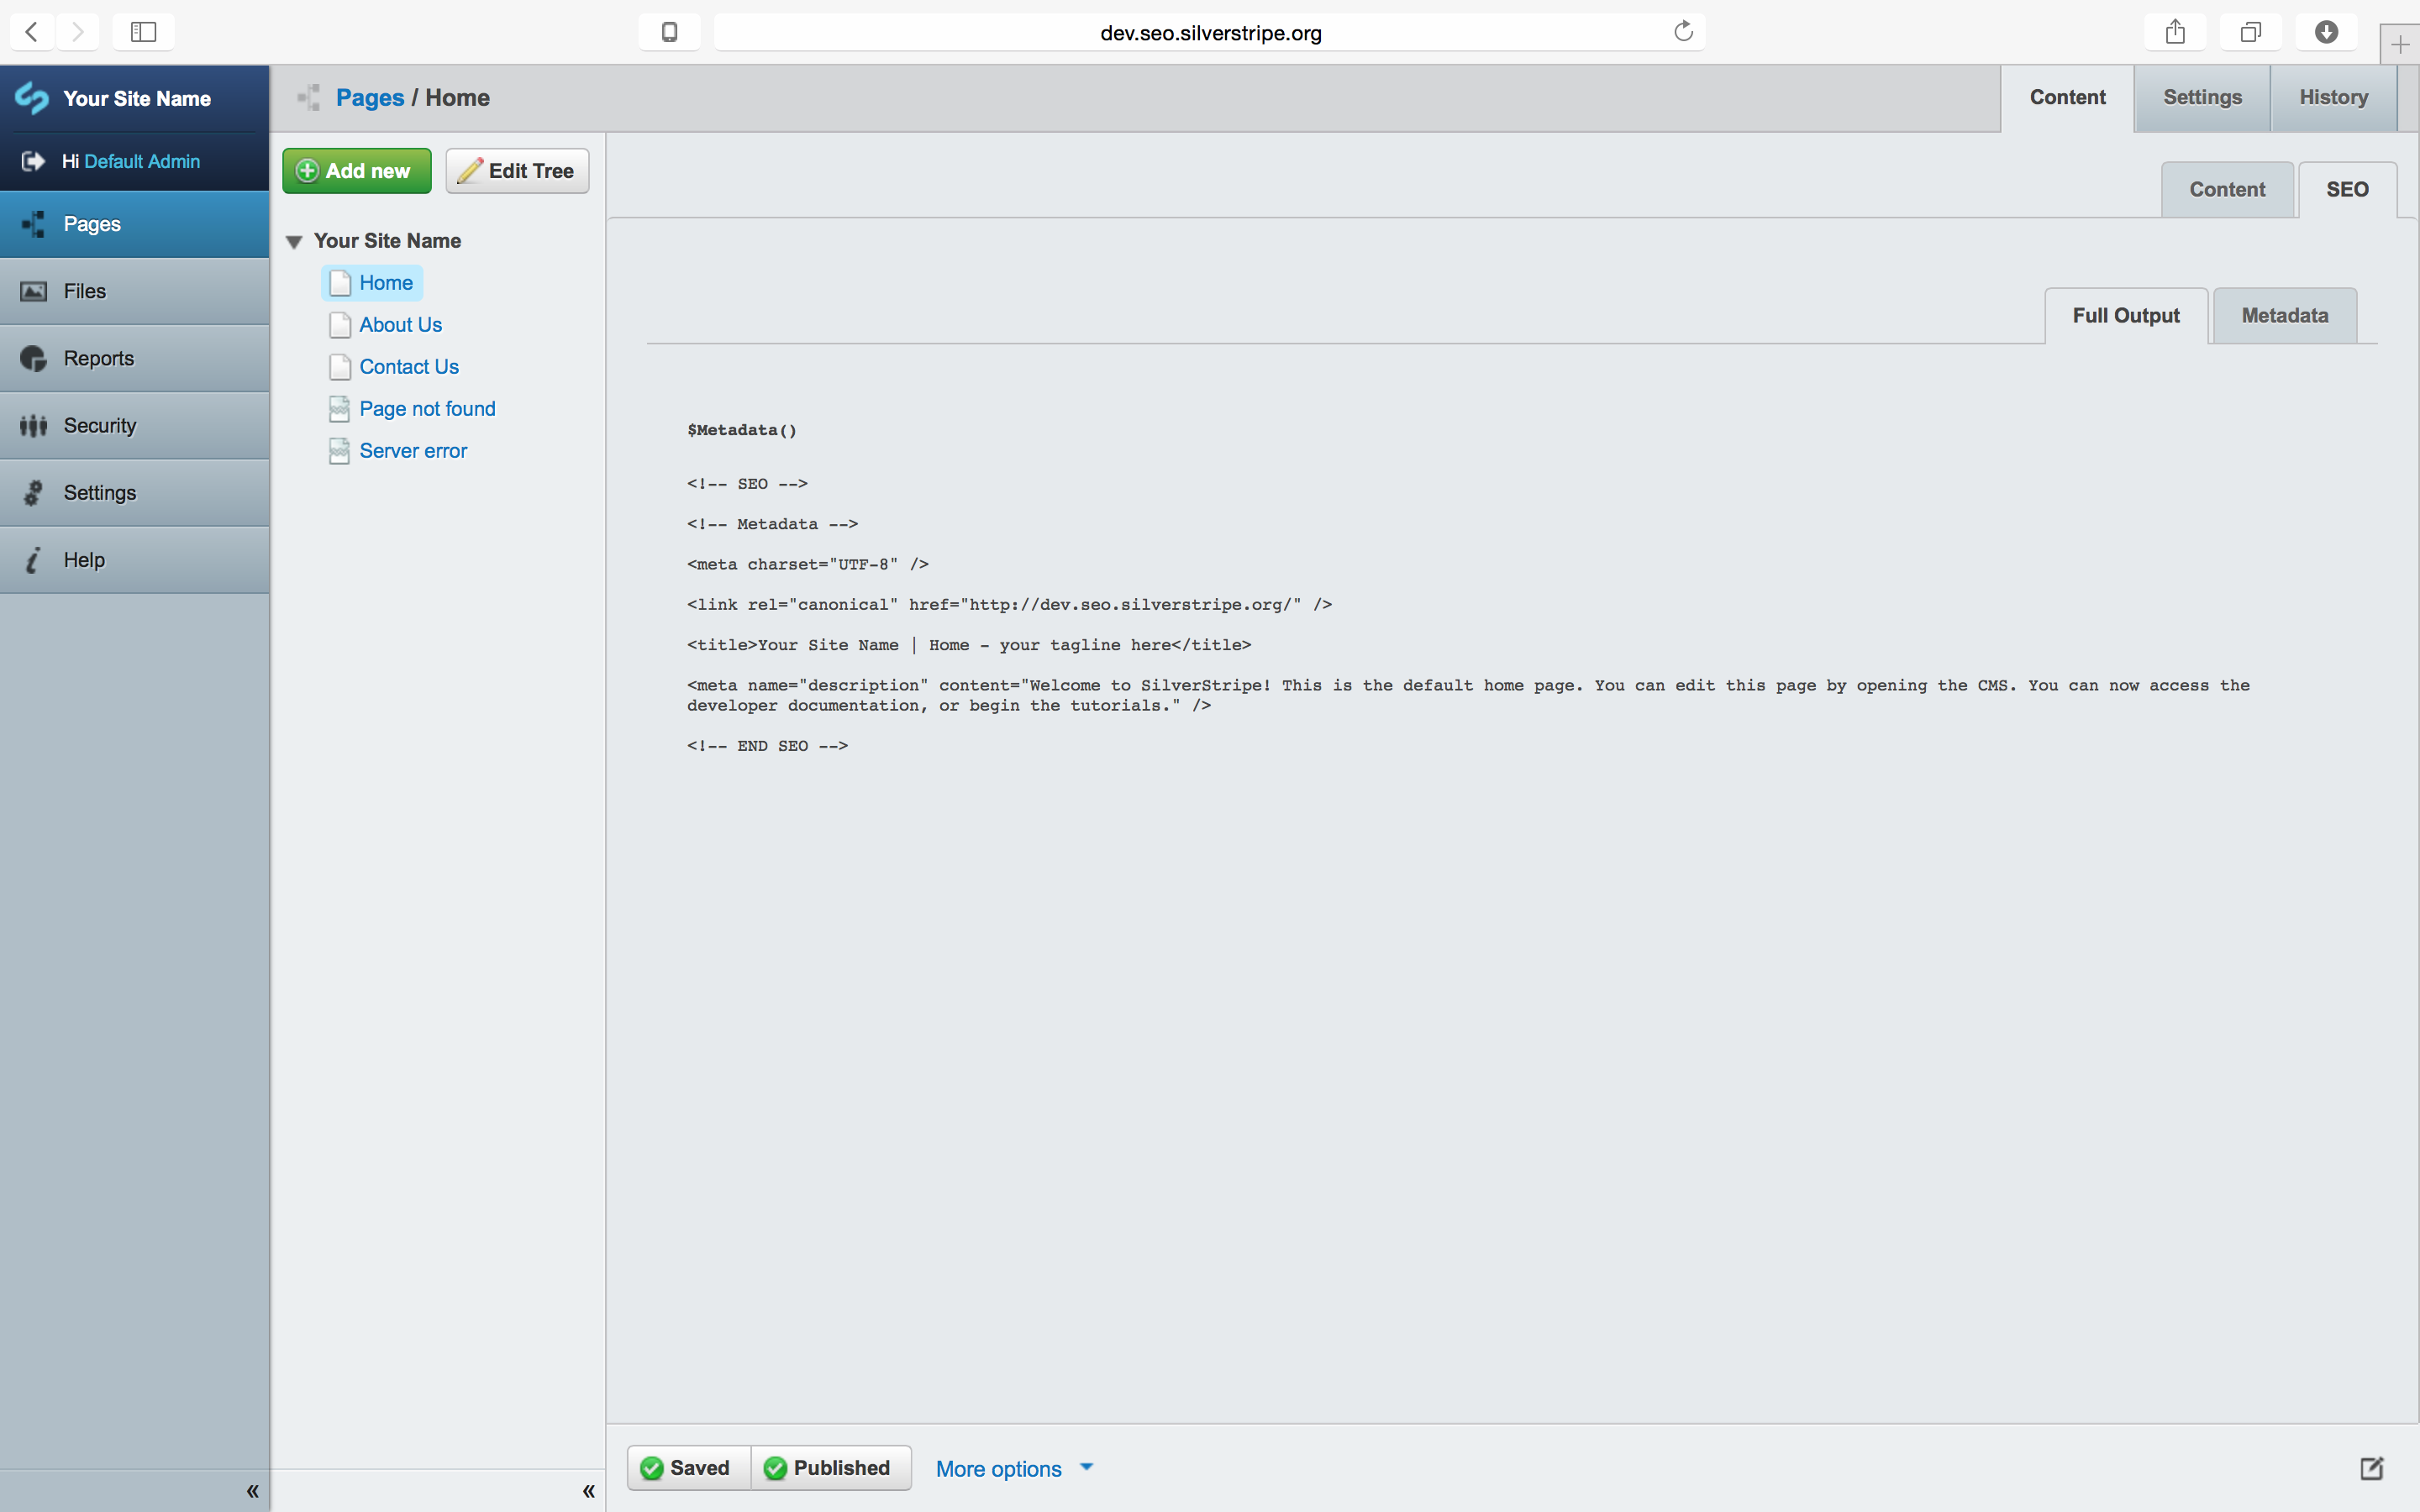 dev.seo.silverstripe.org
Your Site Name
Hi Default Admin
Pages
Files
Reports
Security
Settings
Help
«
Pages / Home
Content
Settings
History
Add new
Edit Tree
Your Site Name
Home
About Us
Contact Us
Page not found
Server error
«
Content
SEO
Full Output
Metadata
$Metadata()
<!-- SEO -->
<!-- Metadata -->
<meta charset="UTF-8" />
<link rel="canonical" href="http://dev.seo.silverstripe.org/" />
<title>Your Site Name | Home - your tagline here</title>
<meta name="description" content="Welcome to SilverStripe! This is the default home page. You can edit this page by opening the CMS. You can now access the
developer documentation, or begin the tutorials." />
<!-- END SEO -->
Saved
Published
More options